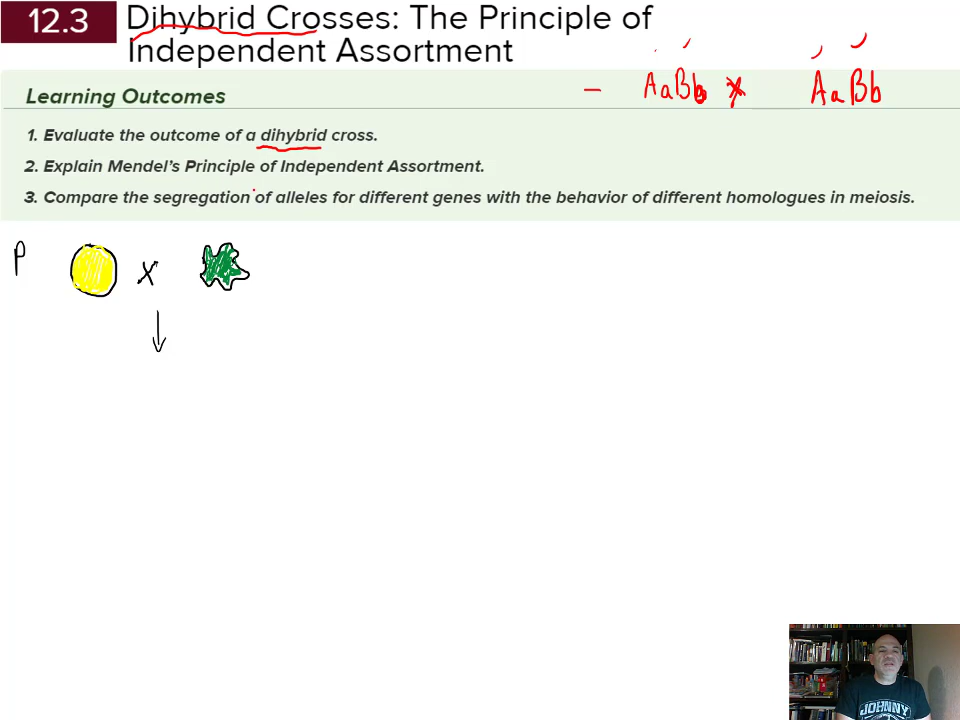 12.3
Dihybrid Crosses: The Principle of
Independent Assortment
Learning Outcomes
– AaBb x AaBb
1. Evaluate the outcome of a dihybrid cross.
2. Explain Mendel's Principle of Independent Assortment.
3. Compare the segregation of alleles for different genes with the behavior of different homologues in meiosis.
P x
JOHNNY